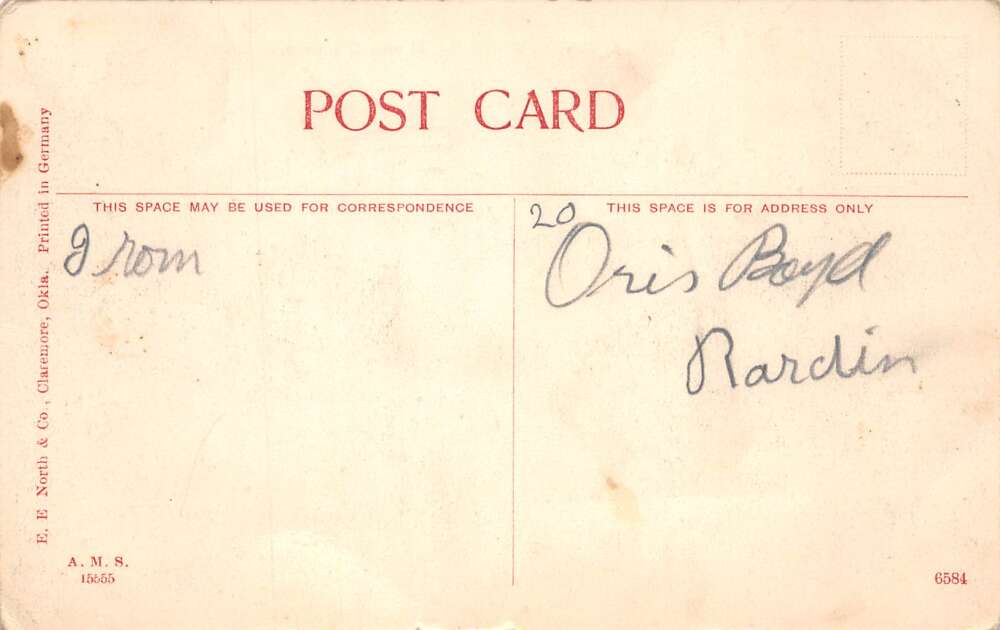 POST CARD
E. E North & Co., Claremore, Okla. Printed in Germany
THIS SPACE MAY BE USED FOR CORRESPONDENCE
THIS SPACE IS FOR ADDRESS ONLY
20
From
Oris Boyd
Rardin
A. M. S.
15555
6584